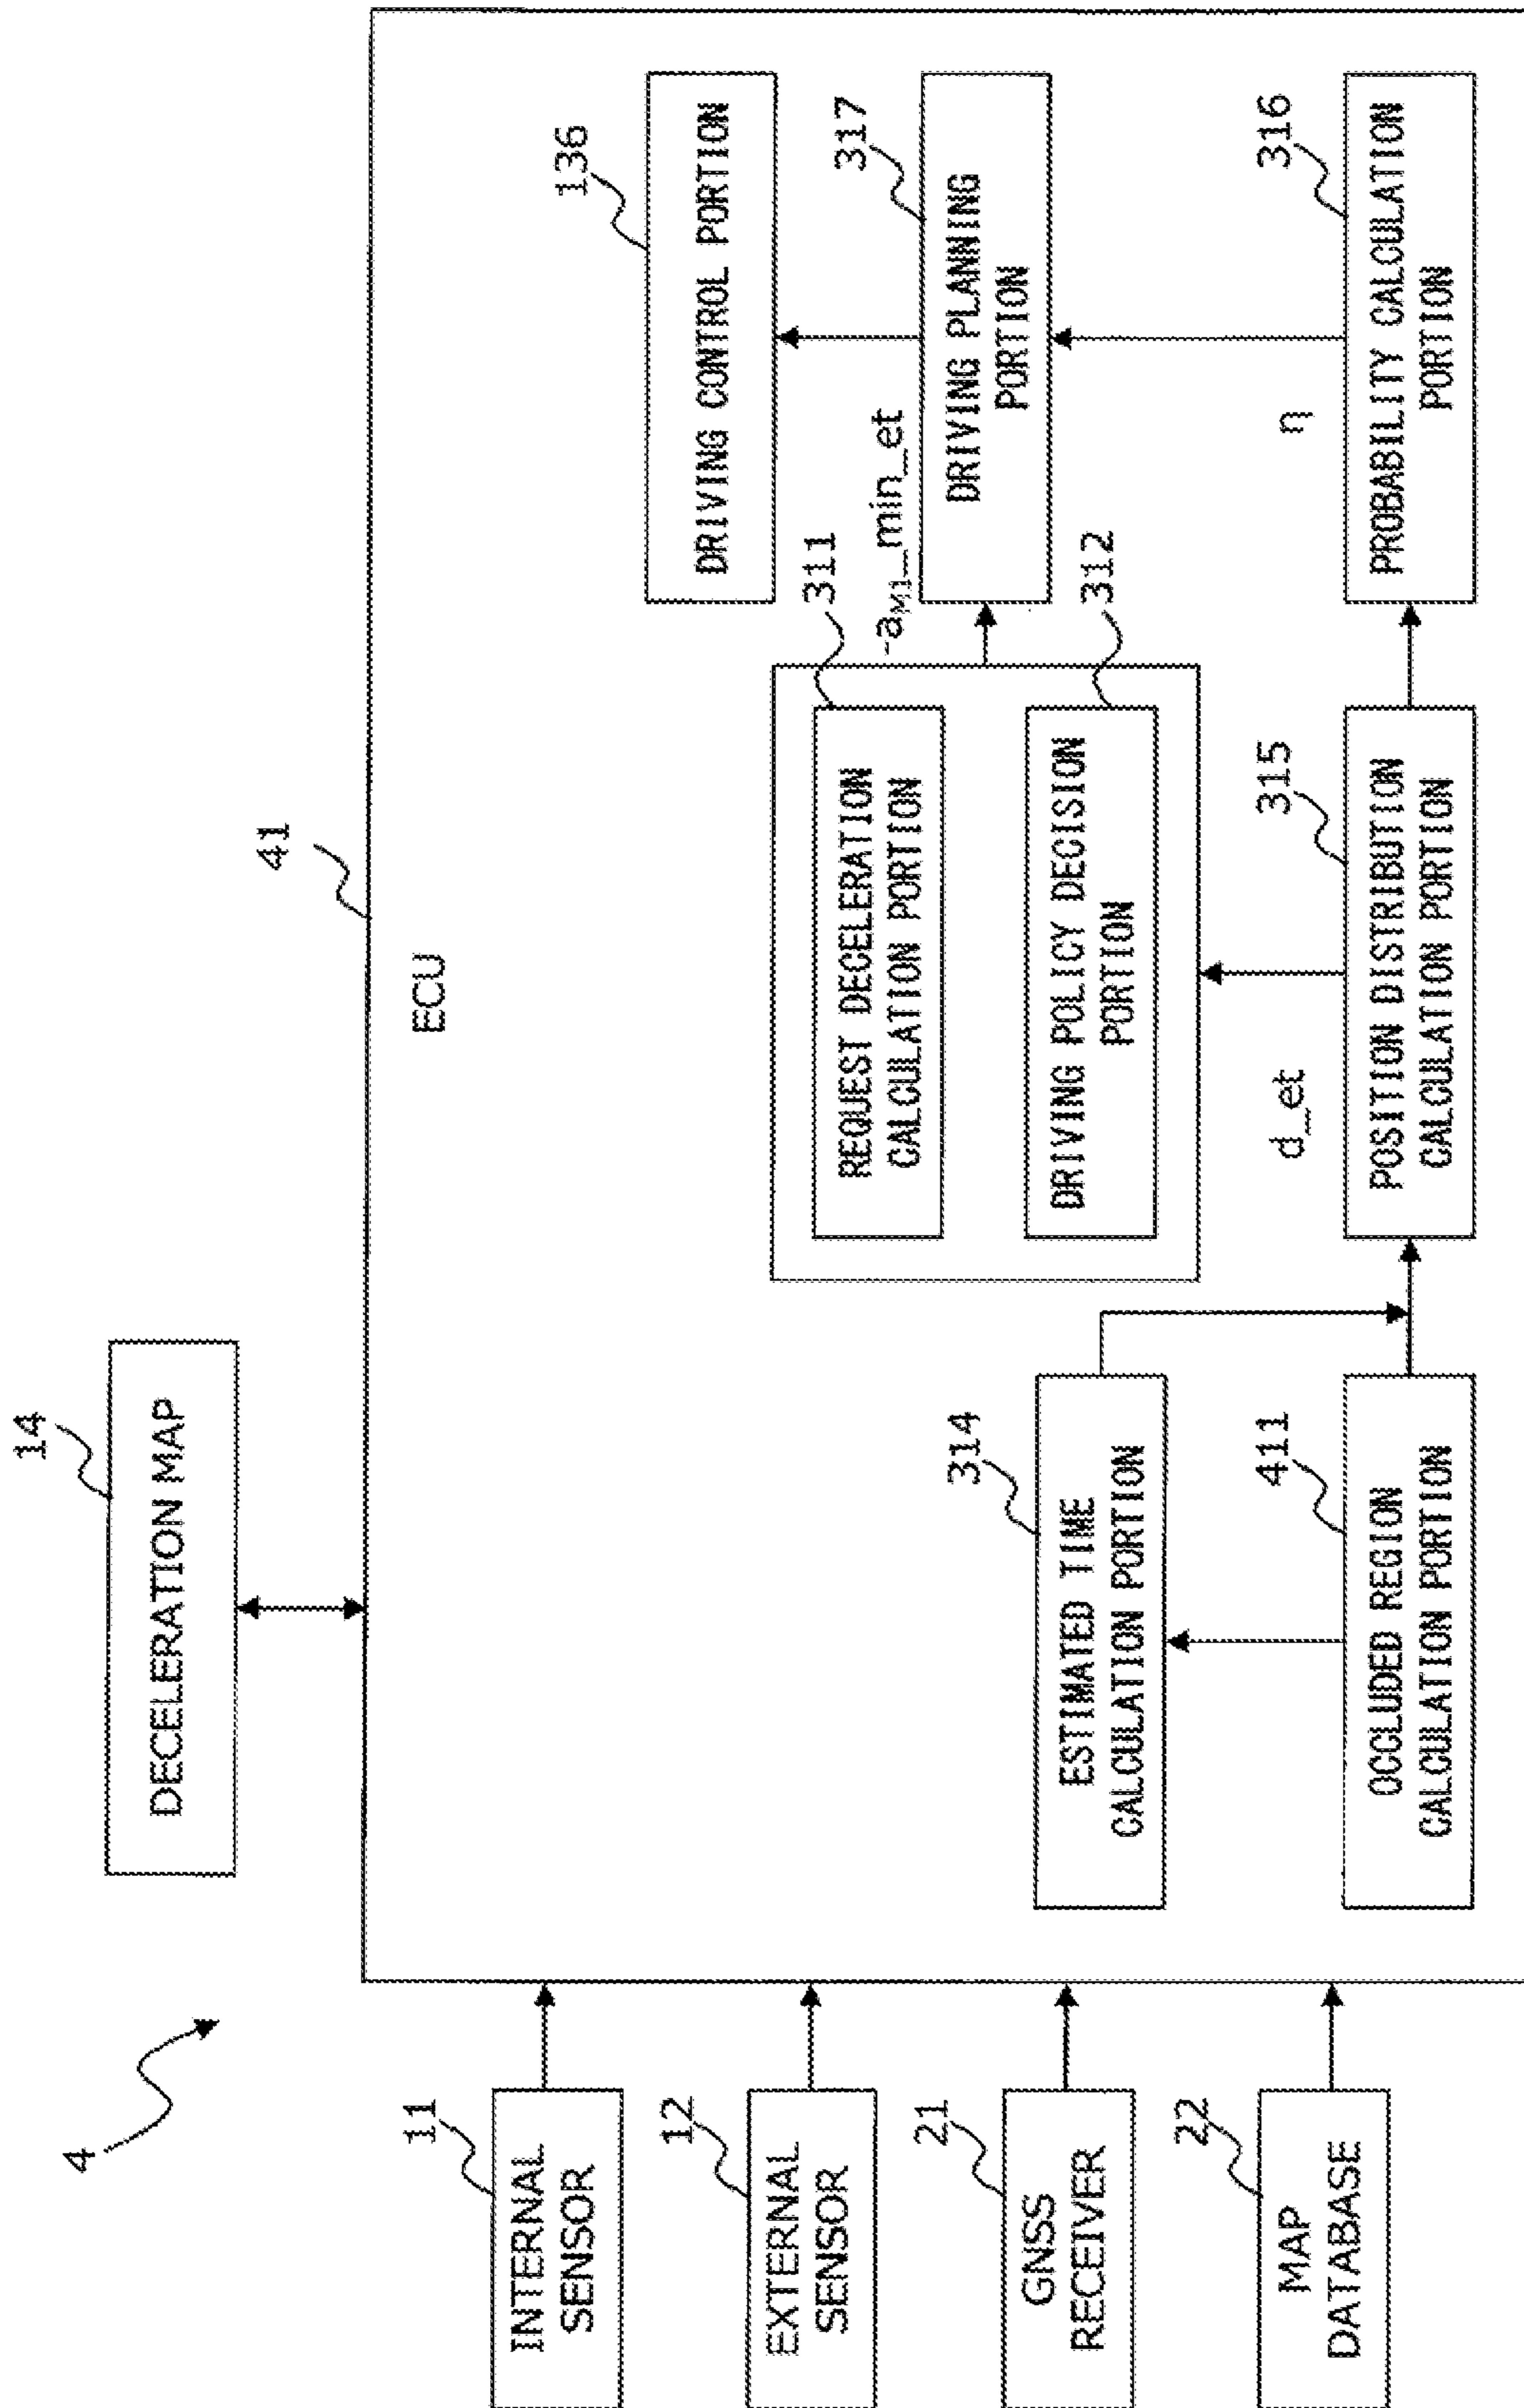 4
14
DECELERATION MAP
41
ECU
11
INTERNAL
SENSOR
12
EXTERNAL
SENSOR
21
GNSS
RECEIVER
22
MAP
DATABASE
136
DRIVING CONTROL PORTION
311
REQUEST DECELERATION
CALCULATION PORTION
-aM1_min_et
317
DRIVING PLANNING
PORTION
312
DRIVING POLICY DECISION
PORTION
314
ESTIMATED TIME
CALCULATION PORTION
d_et
η
411
OCCLUDED REGION
CALCULATION PORTION
315
POSITION DISTRIBUTION
CALCULATION PORTION
316
PROBABILITY CALCULATION
PORTION